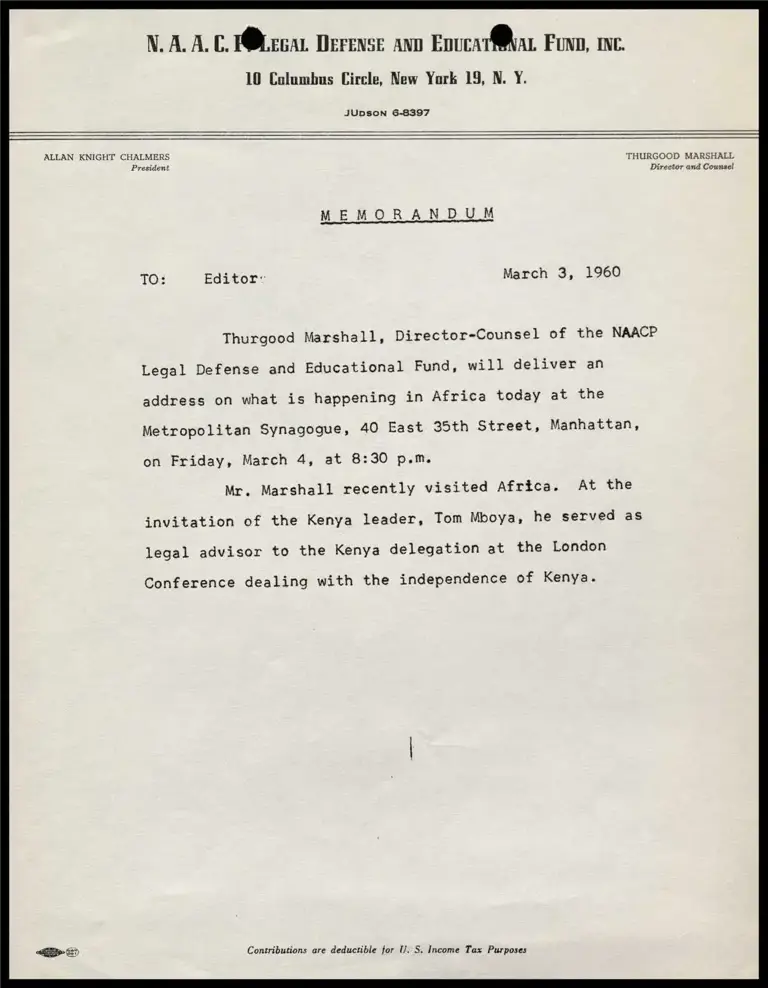 N. A. A. C. P. LEGAL DEFENSE AND EDUCATIONAL FUND, INC.
10 Columbus Circle, New York 19, N. Y.
JUDSON 6-8397
ALLAN KNIGHT CHALMERS
President
THURGOOD MARSHALL
Director and Counsel
MEMORANDUM
TO: Editor
March 3, 1960
Thurgood Marshall, Director-Counsel of the NAACP
Legal Defense and Educational Fund, will deliver an
address on what is happening in Africa today at the
Metropolitan Synagogue, 40 East 35th Street, Manhattan,
on Friday, March 4, at 8:30 p.m.
Mr. Marshall recently visited Africa. At the
invitation of the Kenya leader, Tom Mboya, he served as
legal advisor to the Kenya delegation at the London
Conference dealing with the independence of Kenya.
Contributions are deductible for U. S. Income Tax Purposes